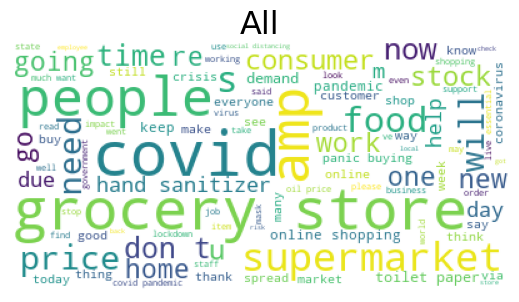 All
state
employee
use
social distancing
going
time
re
working
consumer
now
know
check
much want
still
crisis
s
demand
m
look
said
even
shopping
stock
people
everyone
pandemic
virus
customer
shop
support
food
will
coronavirus
amp
help
go
read
impact
went
keep
make
take
see
product
ve
way
work
local
buy
need
covid
panic buying
week
may
live
essential
well
government
due
hand sanitizer
online
one
new
oil price
please
business
order
got
grocery store
stop
job
mask
many
day
say
find
good
lockdown
item
online shopping
world
think
don t
u
back
risk
supermarket
price
home
staff
today
thing
thank
spread
market
toilet paper
via
covid pandemic
store